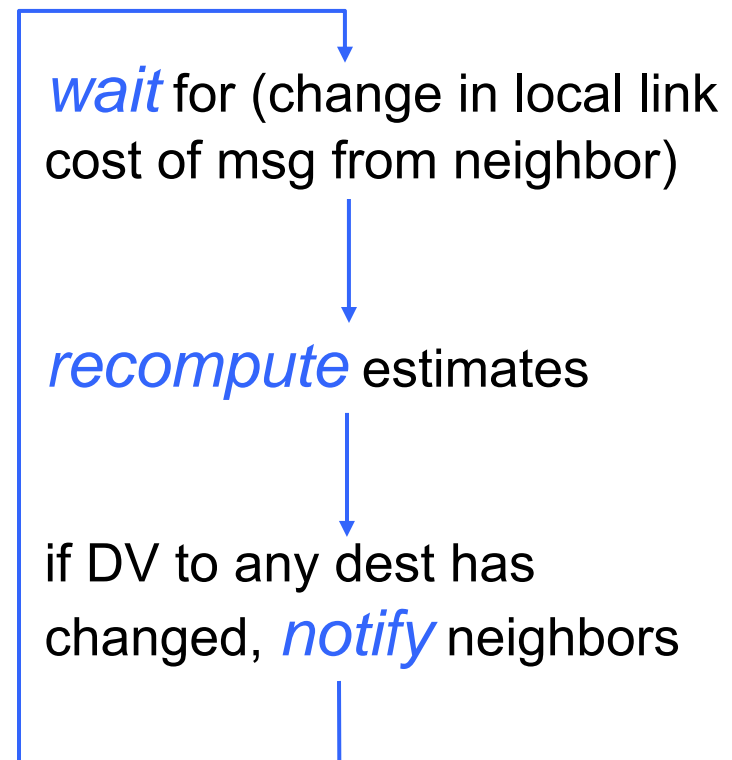 wait for (change in local link
cost of msg from neighbor)
recompute estimates
if DV to any dest has
changed, notify neighbors